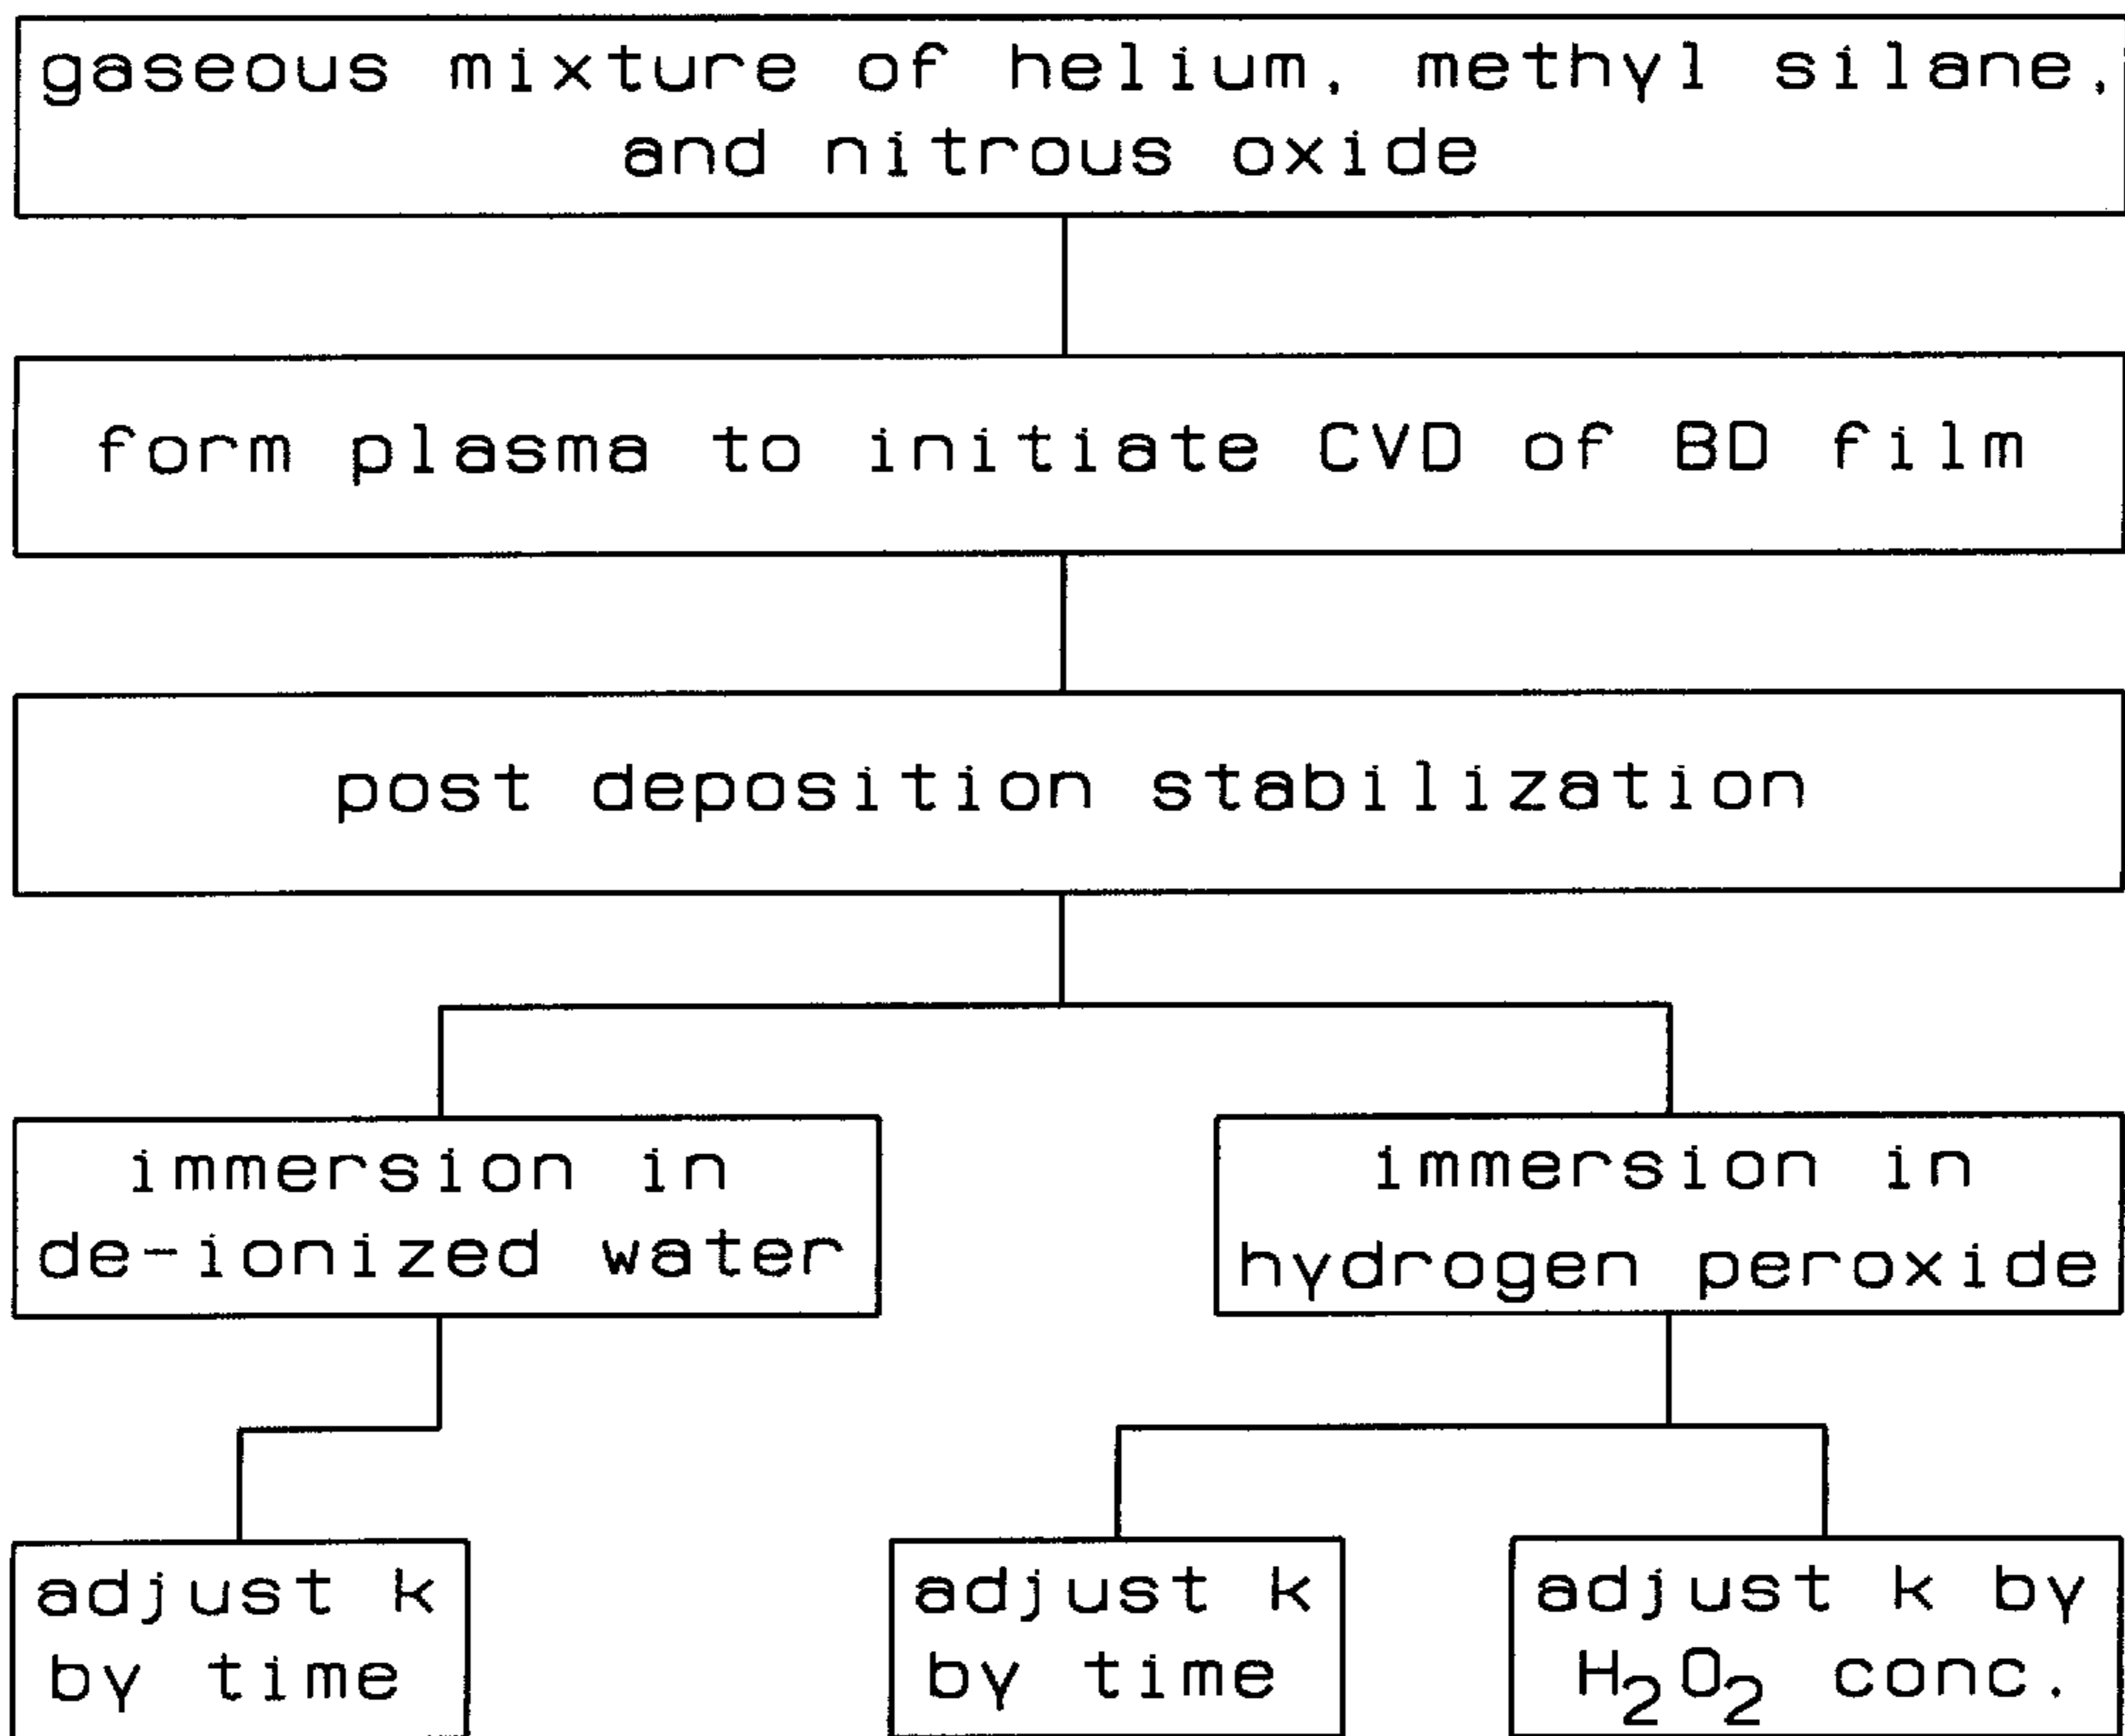 gaseous mixture of helium, methyl silane,
and nitrous oxide
form plasma to initiate CVD of BD film
post deposition stabilization
immersion in
de-ionized water
immersion in
hydrogen peroxide
adjust k
by time
adjust k
by time
adjust k by
H₂O₂ conc.